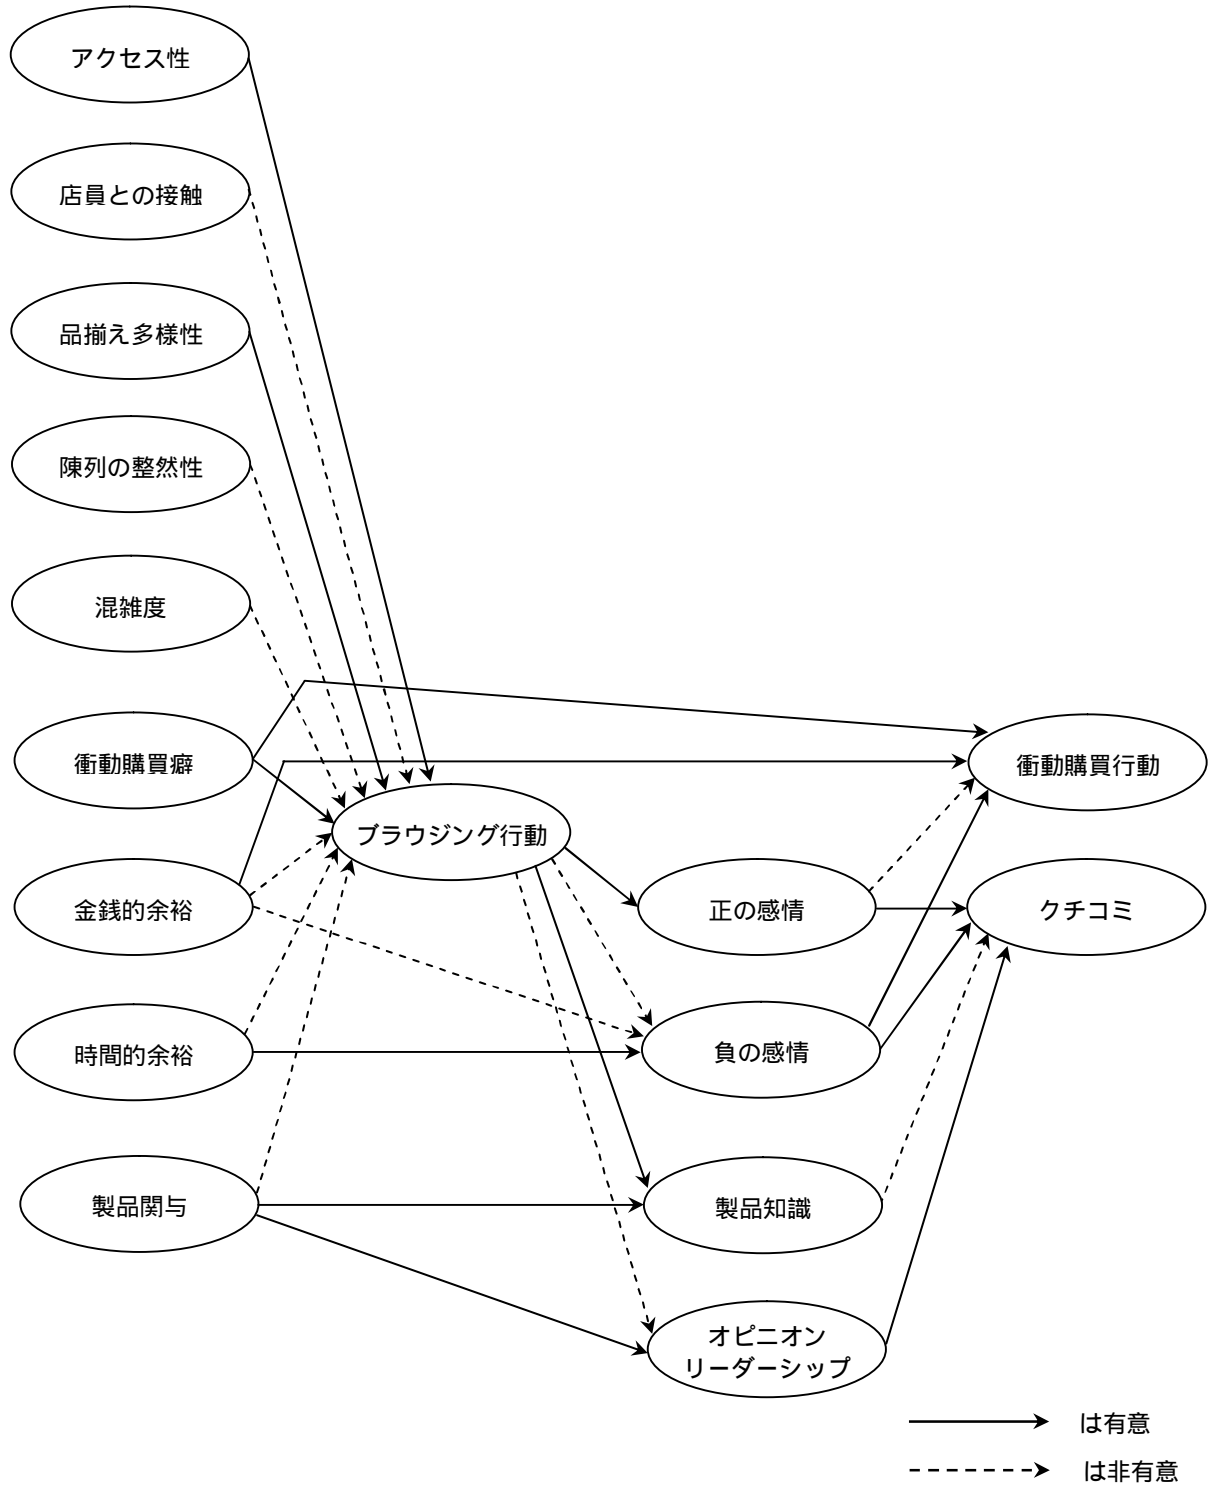 アクセス性
店員との接触
品揃え多様性
陳列の整然性
混雑度
衝動購買癖
金銭的余裕
時間的余裕
製品関与
ブラウジング行動
正の感情
負の感情
製品知識
オピニオン
リーダーシップ
衝動購買行動
クチコミ
は有意
は非有意